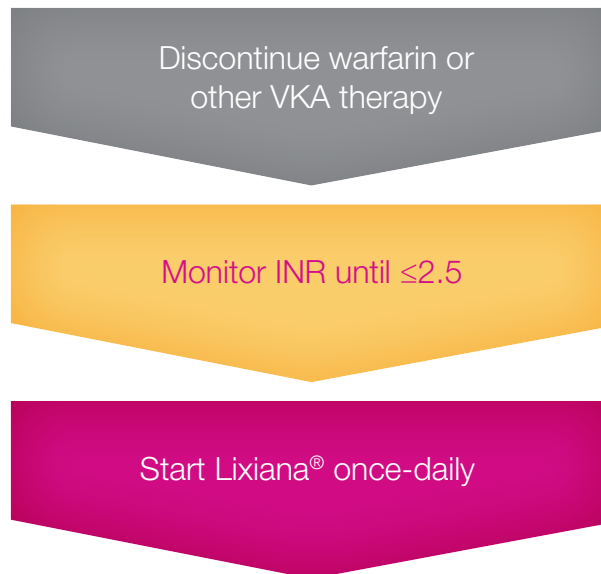 Discontinue warfarin or
other VKA therapy
Monitor INR until ≤2.5
Start Lixiana® once-daily